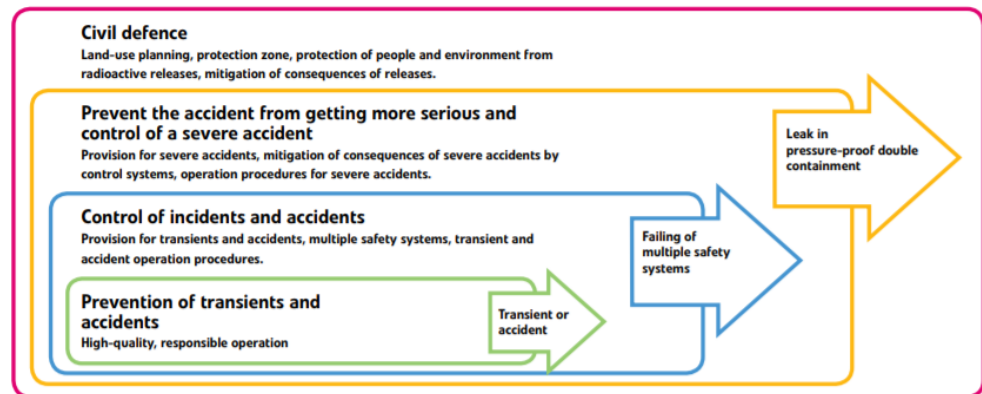 Civil defence
Land-use planning, protection zone, protection of people and environment from
radioactive releases, mitigation of consequences of releases.
Prevent the accident from getting more serious and
control of a severe accident
Provision for severe accidents, mitigation of consequences of severe accidents by
control systems, operation procedures for severe accidents.
Leak in
pressure-proof double
containment
Control of incidents and accidents
Provision for transients and accidents, multiple safety systems, transient and
accident operation procedures.
Failing of
multiple safety
systems
Prevention of transients and
accidents
High-quality, responsible operation
Transient or
accident